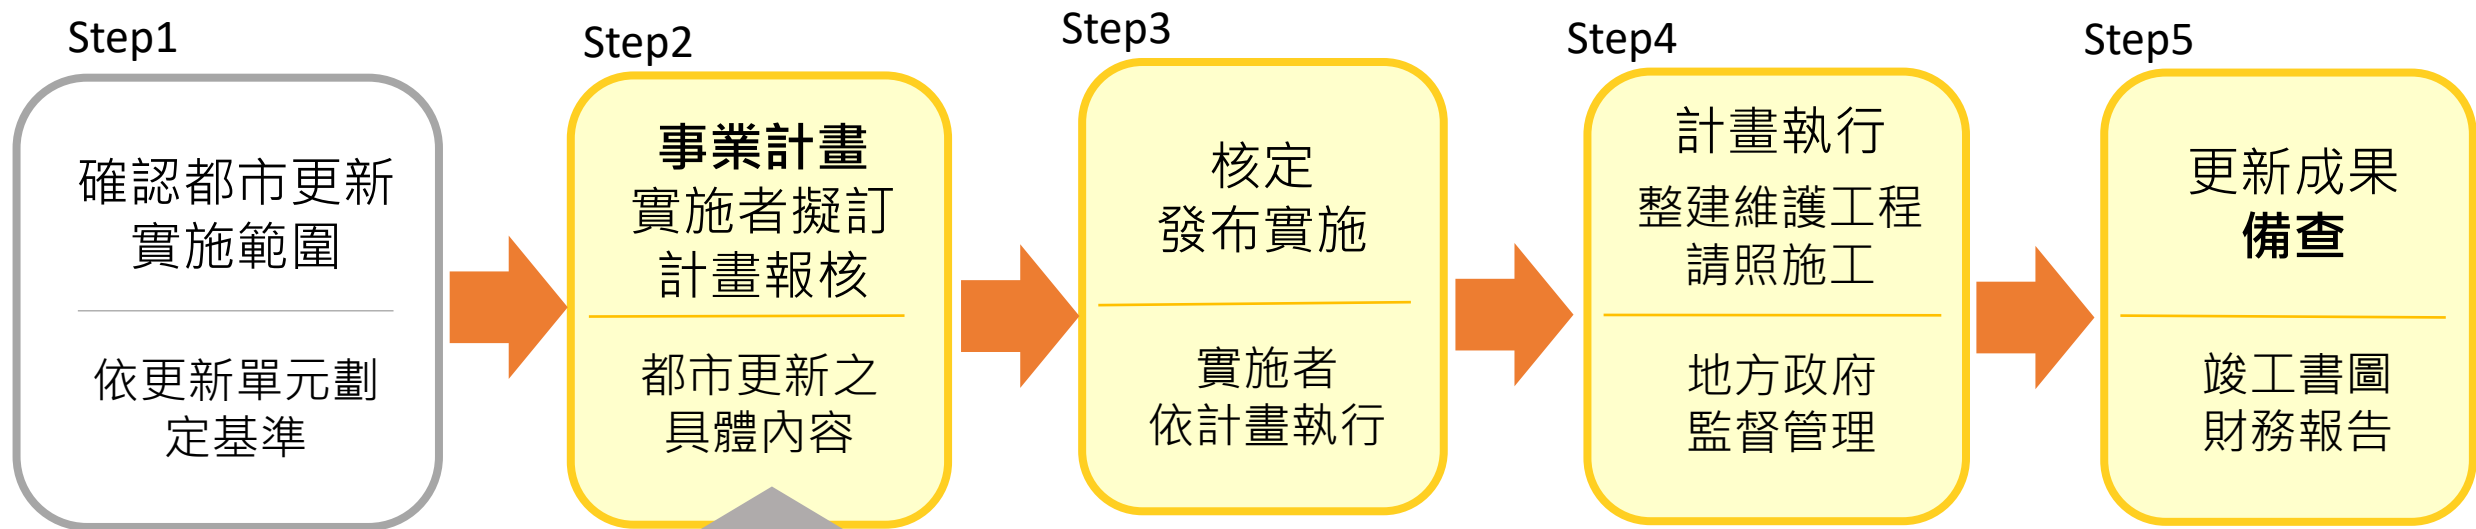 Step1
確認都市更新
實施範圍
依更新單元劃
定基準
Step2
事業計畫
實施者擬訂
計畫報核
都市更新之
具體內容
Step3
核定
發布實施
實施者
依計畫執行
Step4
計畫執行
整建維護工程
請照施工
地方政府
監督管理
Step5
更新成果
備查
竣工書圖
財務報告